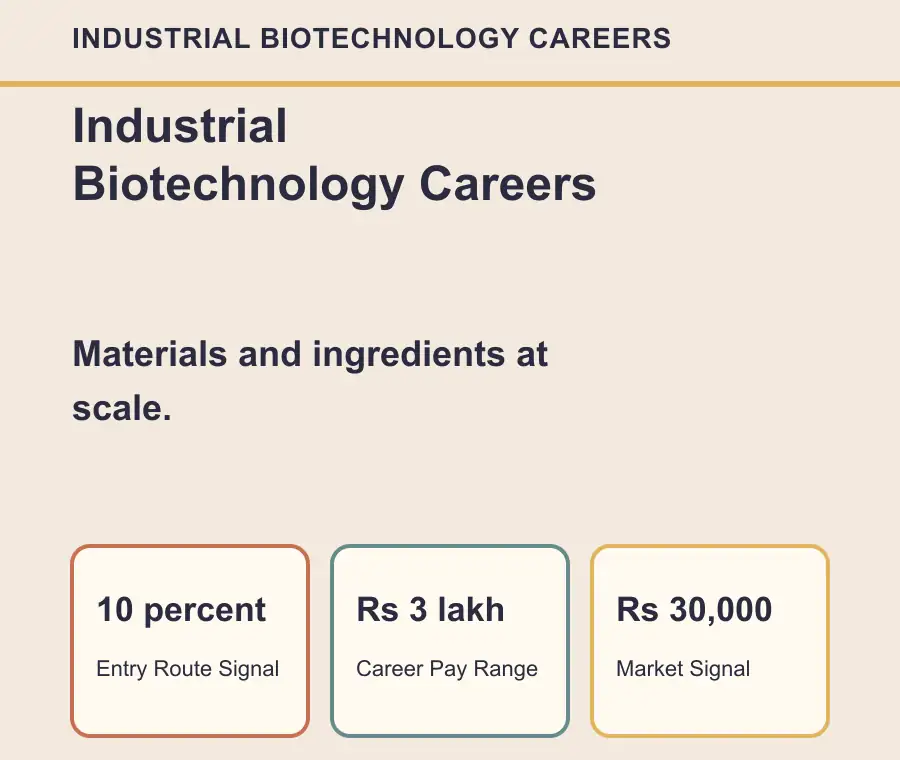 INDUSTRIAL BIOTECHNOLOGY CAREERS
Industrial
Biotechnology Careers
Materials and ingredients at
scale.
10 percent
Entry Route Signal
Rs 3 lakh
Career Pay Range
Rs 30,000
Market Signal